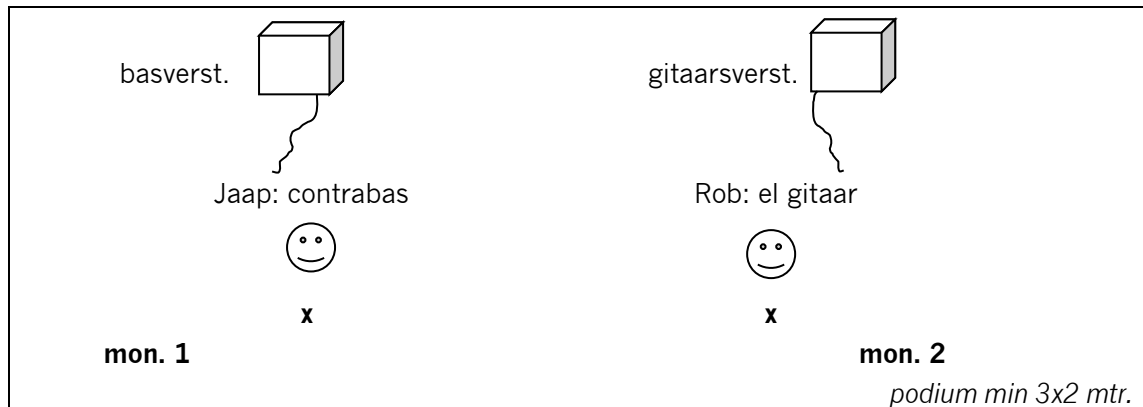 basverst. gitaarsverst.
Jaap: contrabas Rob: el gitaar
x x
mon. 1 mon. 2
podium min 3x2 mtr.